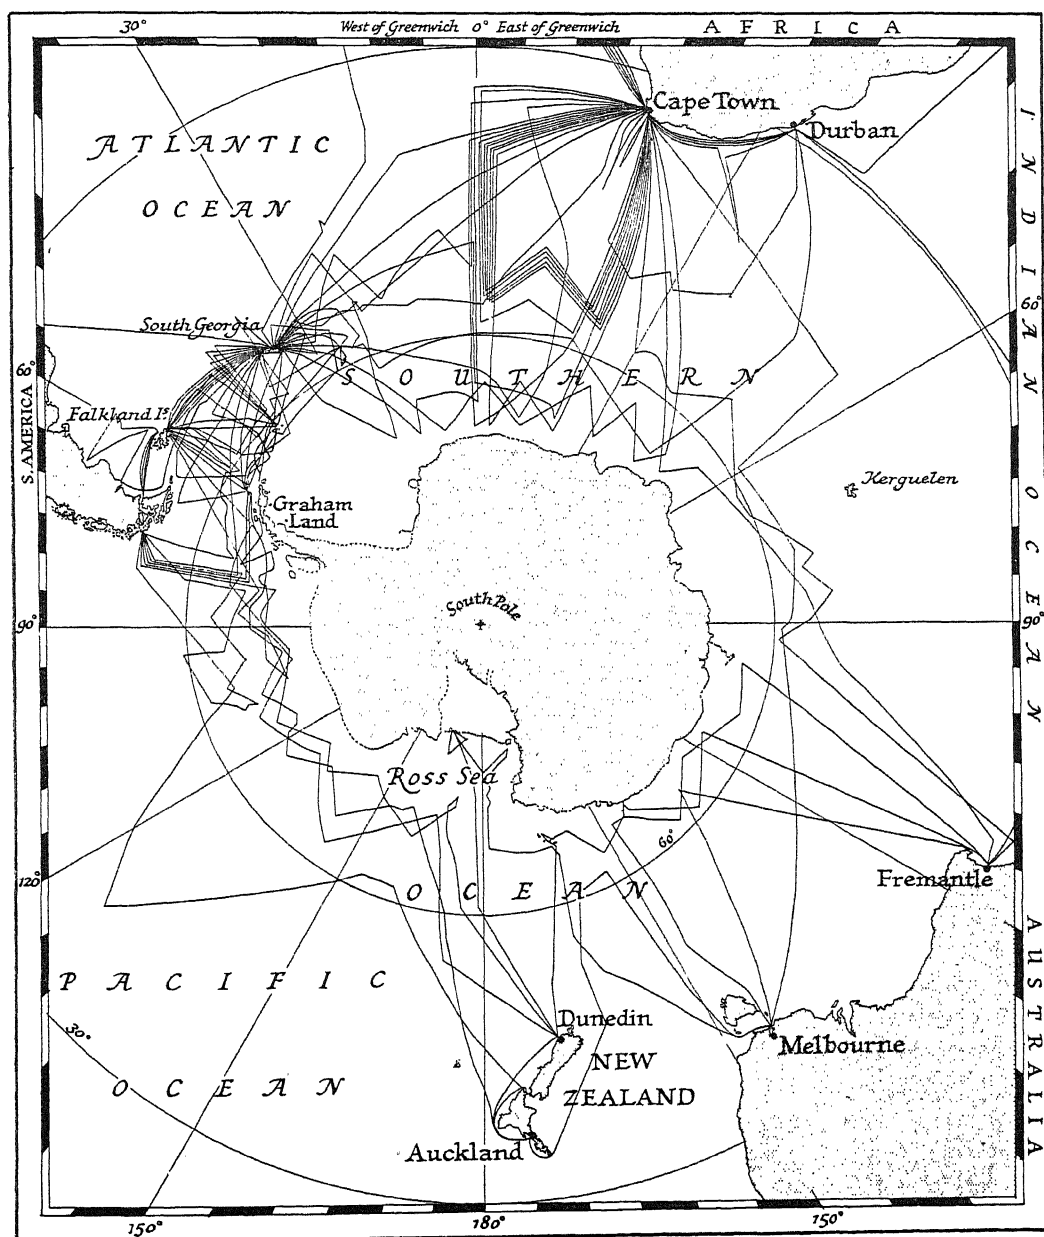 30°
West of Greenwich 0° East of Greenwich
AFRICA
Cape Town
Durban
ATLANTIC
OCEAN
INDIAN
OCEAN
60°
South Georgia
60°
S. AMERICA
SOUTHERN
Falkland Is.
Kerguelen
Graham
Land
South Pole
90°
90°
Ross Sea
60°
120°
Fremantle
OCEAN
AUSTRALIA
PACIFIC
30°
Dunedin
NEW
ZEALAND
Melbourne
OCEAN
Auckland
150°
180°
150°